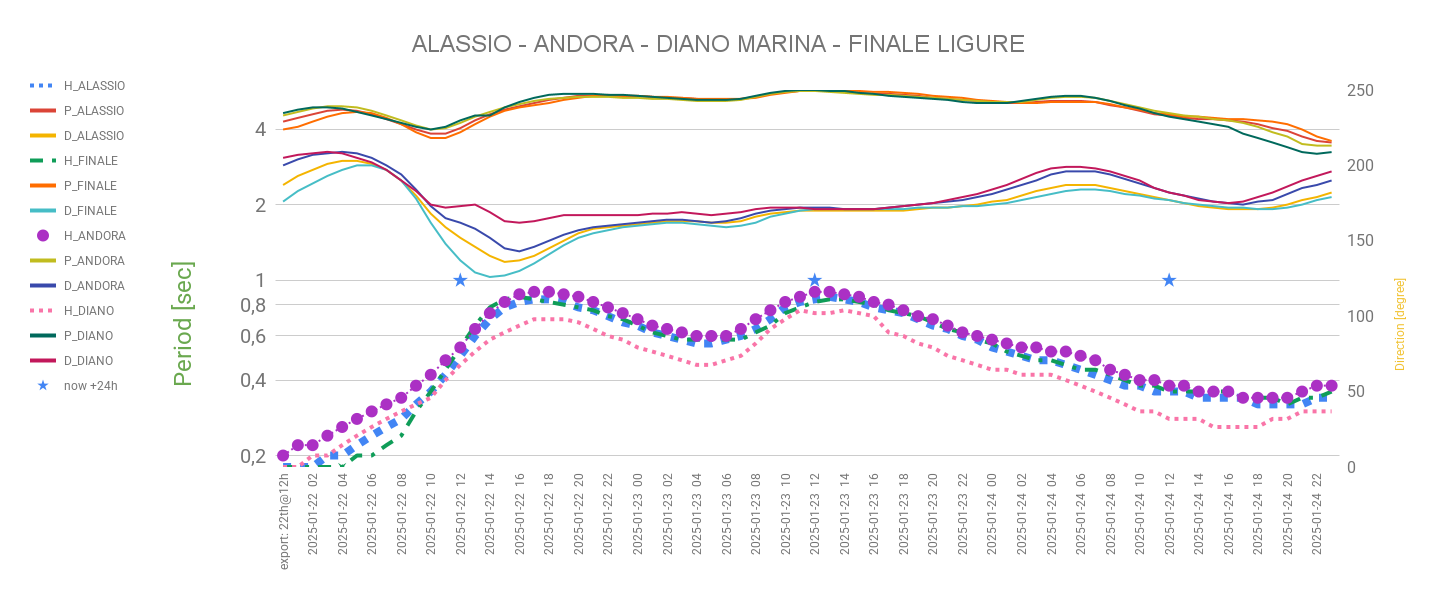 ALASSIO - ANDORA - DIANO MARINA - FINALE LIGURE
H_ALASSIO
P_ALASSIO
D_ALASSIO
H_FINALE
P_FINALE
D_FINALE
H_ANDORA
P_ANDORA
D_ANDORA
H_DIANO
P_DIANO
D_DIANO
now +24h
Period [sec]
4
2
1
0,8
0,6
0,4
0,2
250
200
150
100
50
0
Direction [degree]
export: 22th@12h
2025-01-22 02
2025-01-22 04
2025-01-22 06
2025-01-22 08
2025-01-22 10
2025-01-22 12
2025-01-22 14
2025-01-22 16
2025-01-22 18
2025-01-22 20
2025-01-22 22
2025-01-23 00
2025-01-23 02
2025-01-23 04
2025-01-23 06
2025-01-23 08
2025-01-23 10
2025-01-23 12
2025-01-23 14
2025-01-23 16
2025-01-23 18
2025-01-23 20
2025-01-23 22
2025-01-24 00
2025-01-24 02
2025-01-24 04
2025-01-24 06
2025-01-24 08
2025-01-24 10
2025-01-24 12
2025-01-24 14
2025-01-24 16
2025-01-24 18
2025-01-24 20
2025-01-24 22